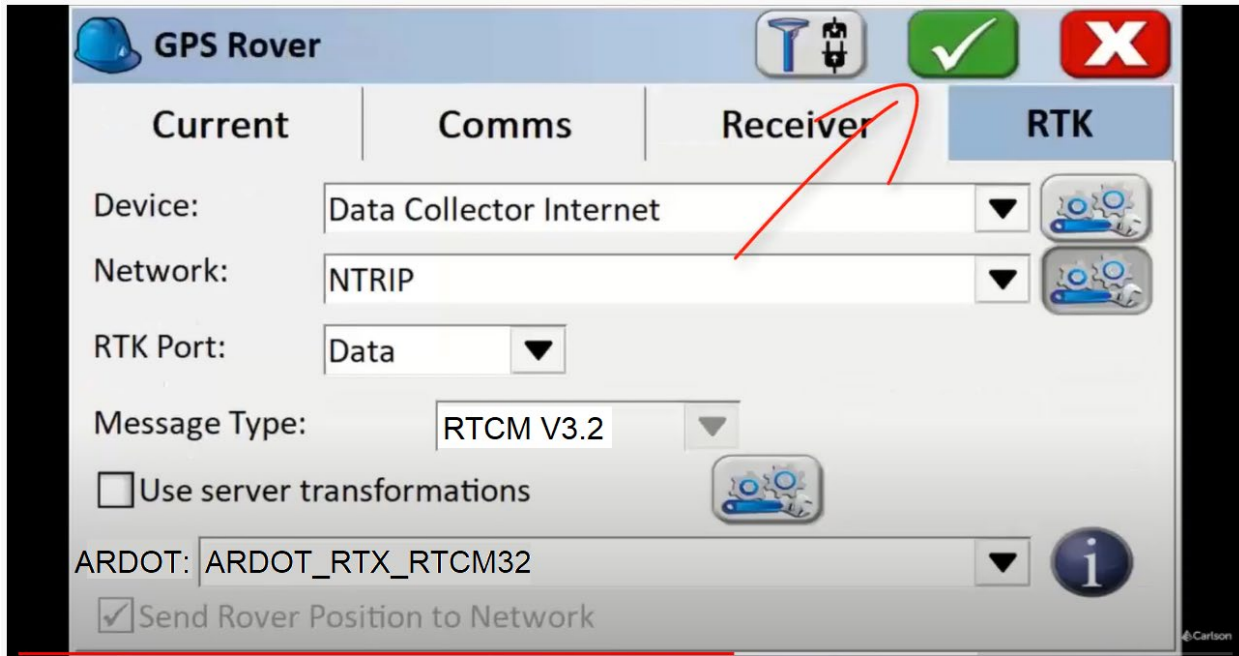 GPS Rover
Current Comms Receiver RTK
Device: Data Collector Internet
Network: NTRIP
RTK Port: Data
Message Type: RTCM V3.2
Use server transformations
ARDOT: ARDOT_RTX_RTCM32
Send Rover Position to Network
Carlson